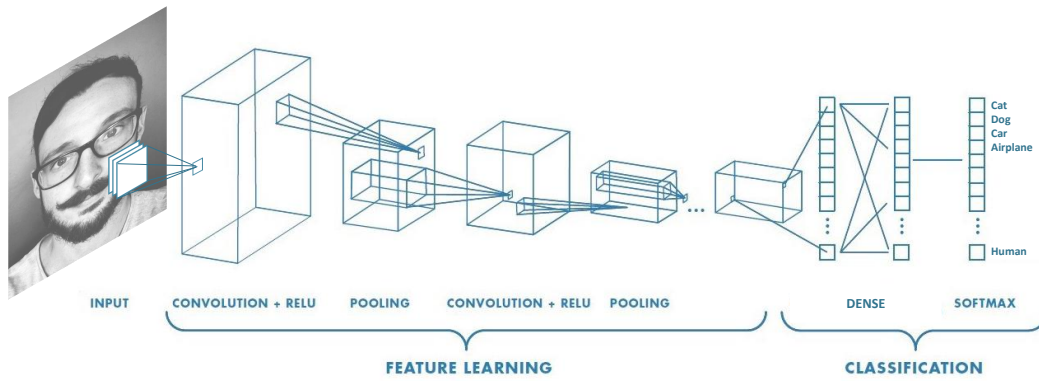 Cat
Dog
Car
Airplane
Human
INPUT CONVOLUTION + RELU POOLING CONVOLUTION + RELU POOLING DENSE SOFTMAX
FEATURE LEARNING CLASSIFICATION